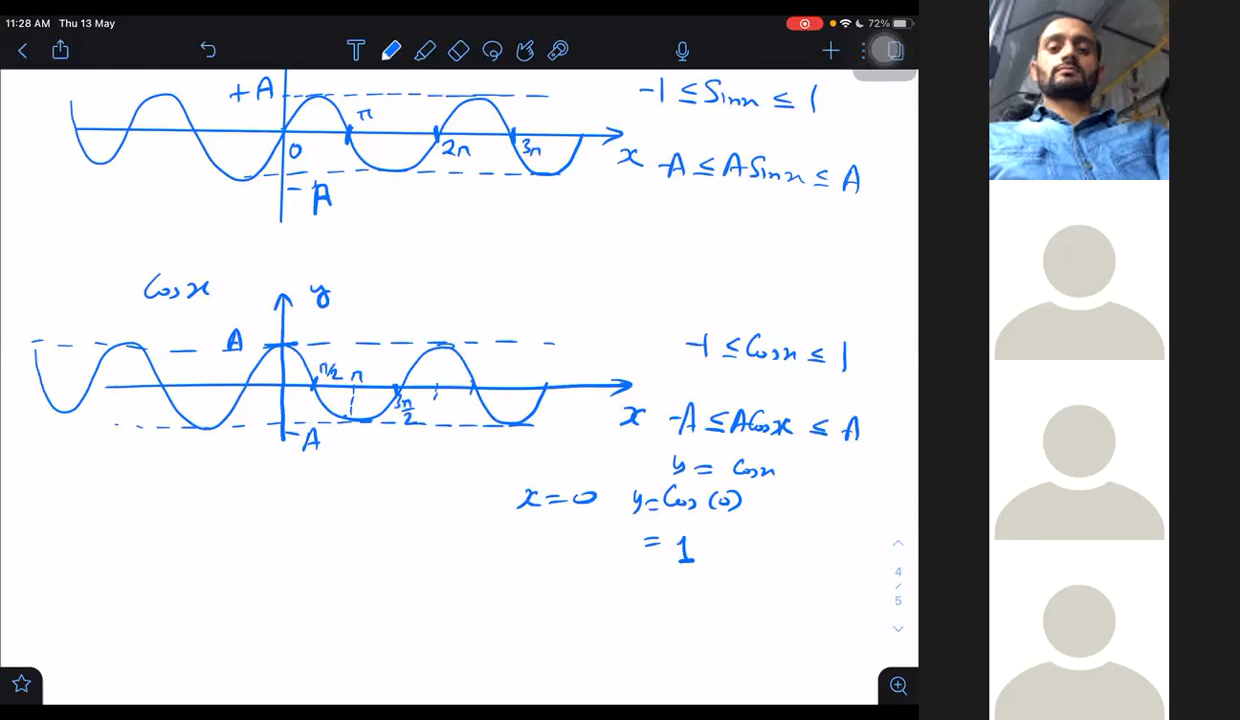 11:28 AM Thu 13 May
72%
T
+A
π
-1 ≤ Sinx ≤ 1
0
2π
3π
x
-A ≤ A Sinx ≤ A
-A
Cosx
y
A
π/2
π
-1 ≤ Cosx ≤ 1
3π/2
x
-A ≤ ACosx ≤ A
-A
y = Cosx
x=0 y=Cos(0)
= 1
4
/
5